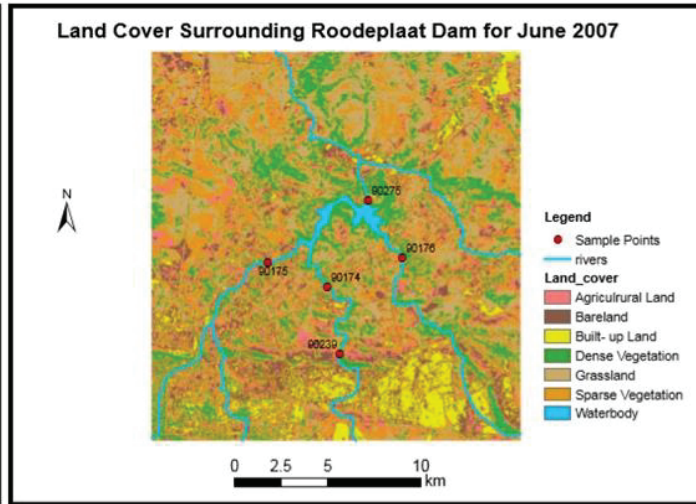 Land Cover Surrounding Roodeplaat Dam for June 2007
N
90275
90176
90175
90174
90239
Legend
Sample Points
rivers
Land_cover
Agriculrural Land
Bareland
Built- up Land
Dense Vegetation
Grassland
Sparse Vegetation
Waterbody
0 2.5 5 10
km